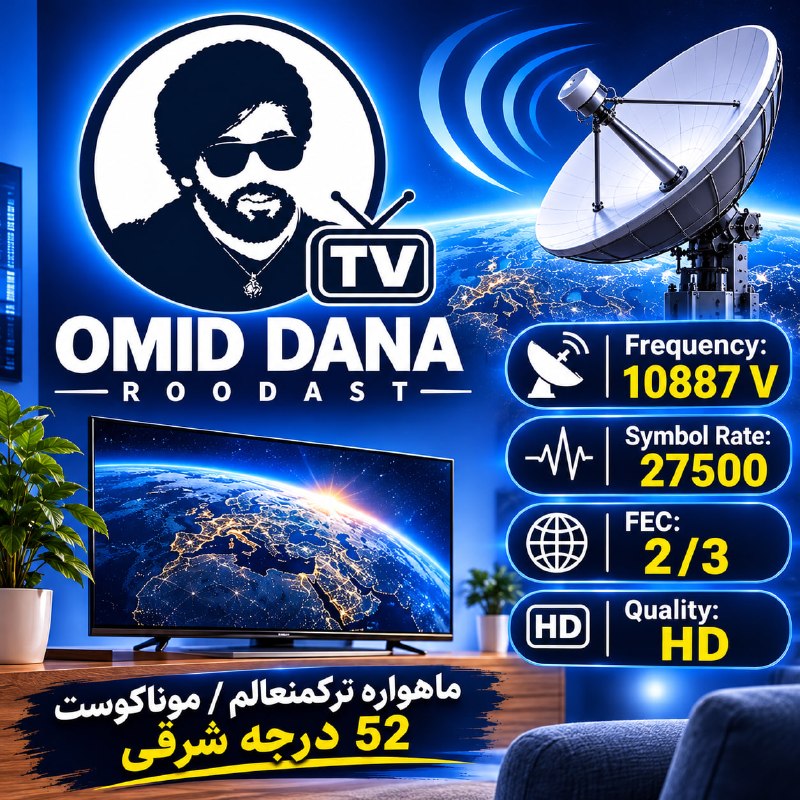 TV
OMID DANA
ROODAST
Frequency:
10887 V
Symbol Rate:
27500
FEC:
2/3
HD
Quality:
HD
ماهواره ترکمنعالم / موناکوست
52 درجه شرقی